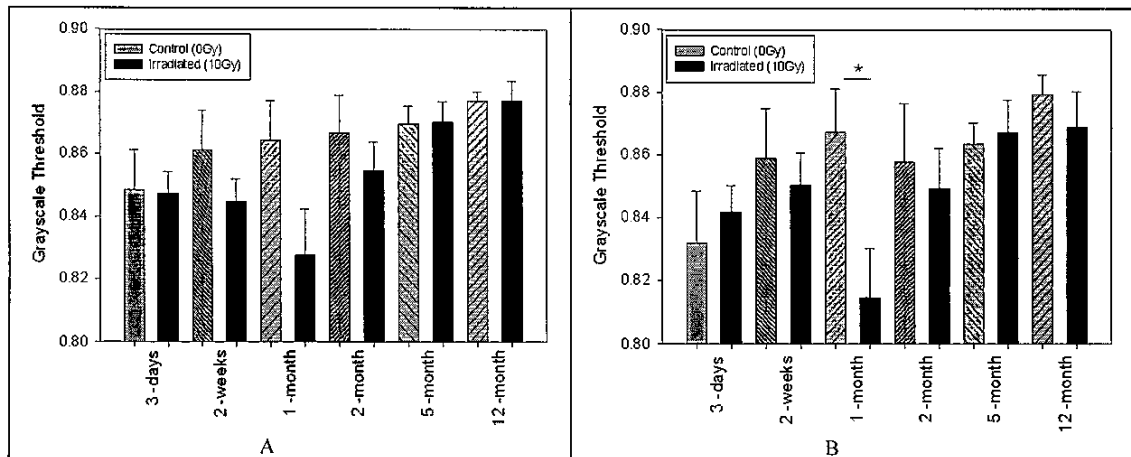 0.90
0.88
0.86
0.84
0.82
0.80
Grayscale Threshold
Control (0Gy)
Irradiated (10Gy)
3 -days
2 -weeks
1 -month
2 -month
5 -month
12 -month
A
0.90
0.88
0.86
0.84
0.82
0.80
Grayscale Threshold
Control (0Gy)
Irradiated (10Gy)
*
3 -days
2 -weeks
1 -month
2 -month
5 -month
12 -month
B